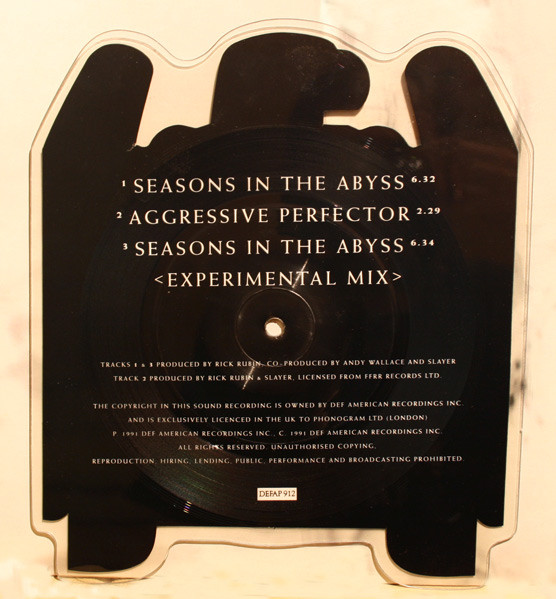 1 SEASONS IN THE ABYSS 6.32
2 AGGRESSIVE PERFECTOR 2.29
3 SEASONS IN THE ABYSS 6.34
<EXPERIMENTAL MIX>
TRACKS 1 & 3 PRODUCED BY RICK RUBIN, CO-PRODUCED BY ANDY WALLACE AND SLAYER
TRACK 2 PRODUCED BY RICK RUBIN & SLAYER, LICENSED FROM FFRR RECORDS LTD.
THE COPYRIGHT IN THIS SOUND RECORDING IS OWNED BY DEF AMERICAN RECORDINGS INC.
AND IS EXCLUSIVELY LICENCED IN THE UK TO PHONOGRAM LTD (LONDON)
P. 1991 DEF AMERICAN RECORDINGS INC., C. 1991 DEF AMERICAN RECORDINGS INC.
ALL RIGHTS RESERVED. UNAUTHORISED COPYING,
REPRODUCTION, HIRING, LENDING, PUBLIC, PERFORMANCE AND BROADCASTING PROHIBITED.
DEFAP 912